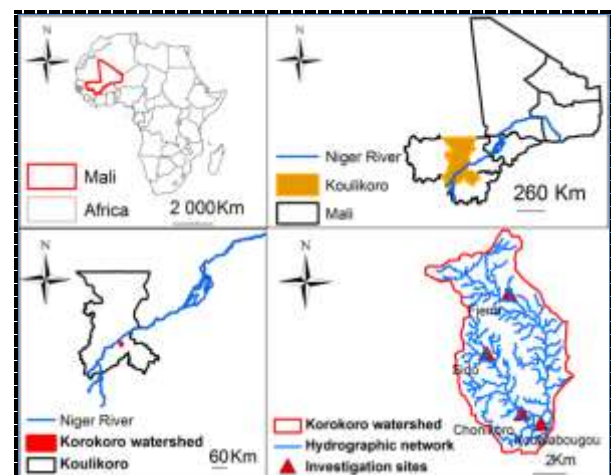 N
Mali
Africa
2 000Km
N
Niger River
Koulikoro
Mali
260 Km
N
Niger River
Korokoro watershed
Koulikoro
60Km
N
Sido
Chonikoro
Korokoro watershed
Hydrographic network
Investigation sites
2Km